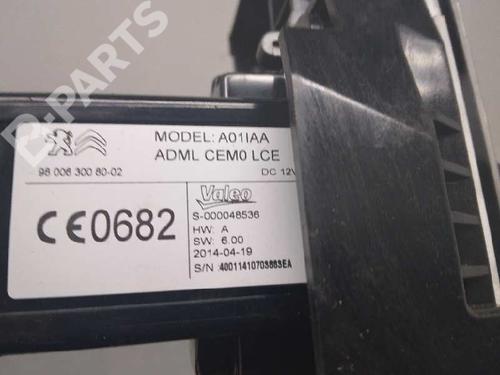 B-PARTS
MODEL: A01IAA
ADML CEM0 LCE
98 006 300 80-02
DC 12V
CE0682
Valeo
S-000048536
HW: A
SW: 6.00
2014-04-19
S/N : 40011410703863EA